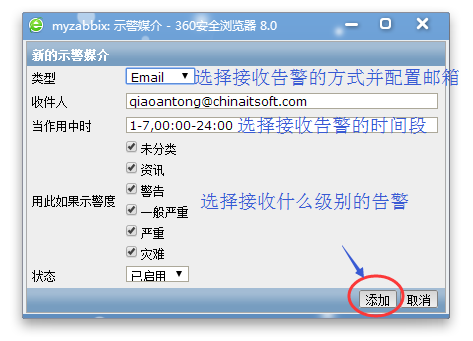 myzabbix: 示警媒介 - 360安全浏览器 8.0
新的示警媒介
类型 Email 选择接收告警的方式并配置邮箱
收件人 qiaoantong@chinaitsoft.com
当作用中时 1-7,00:00-24:00 选择接收告警的时间段
未分类
资讯
警告
用此如果示警度 一般严重 选择接收什么级别的告警
严重
灾难
状态 已启用
添加 取消